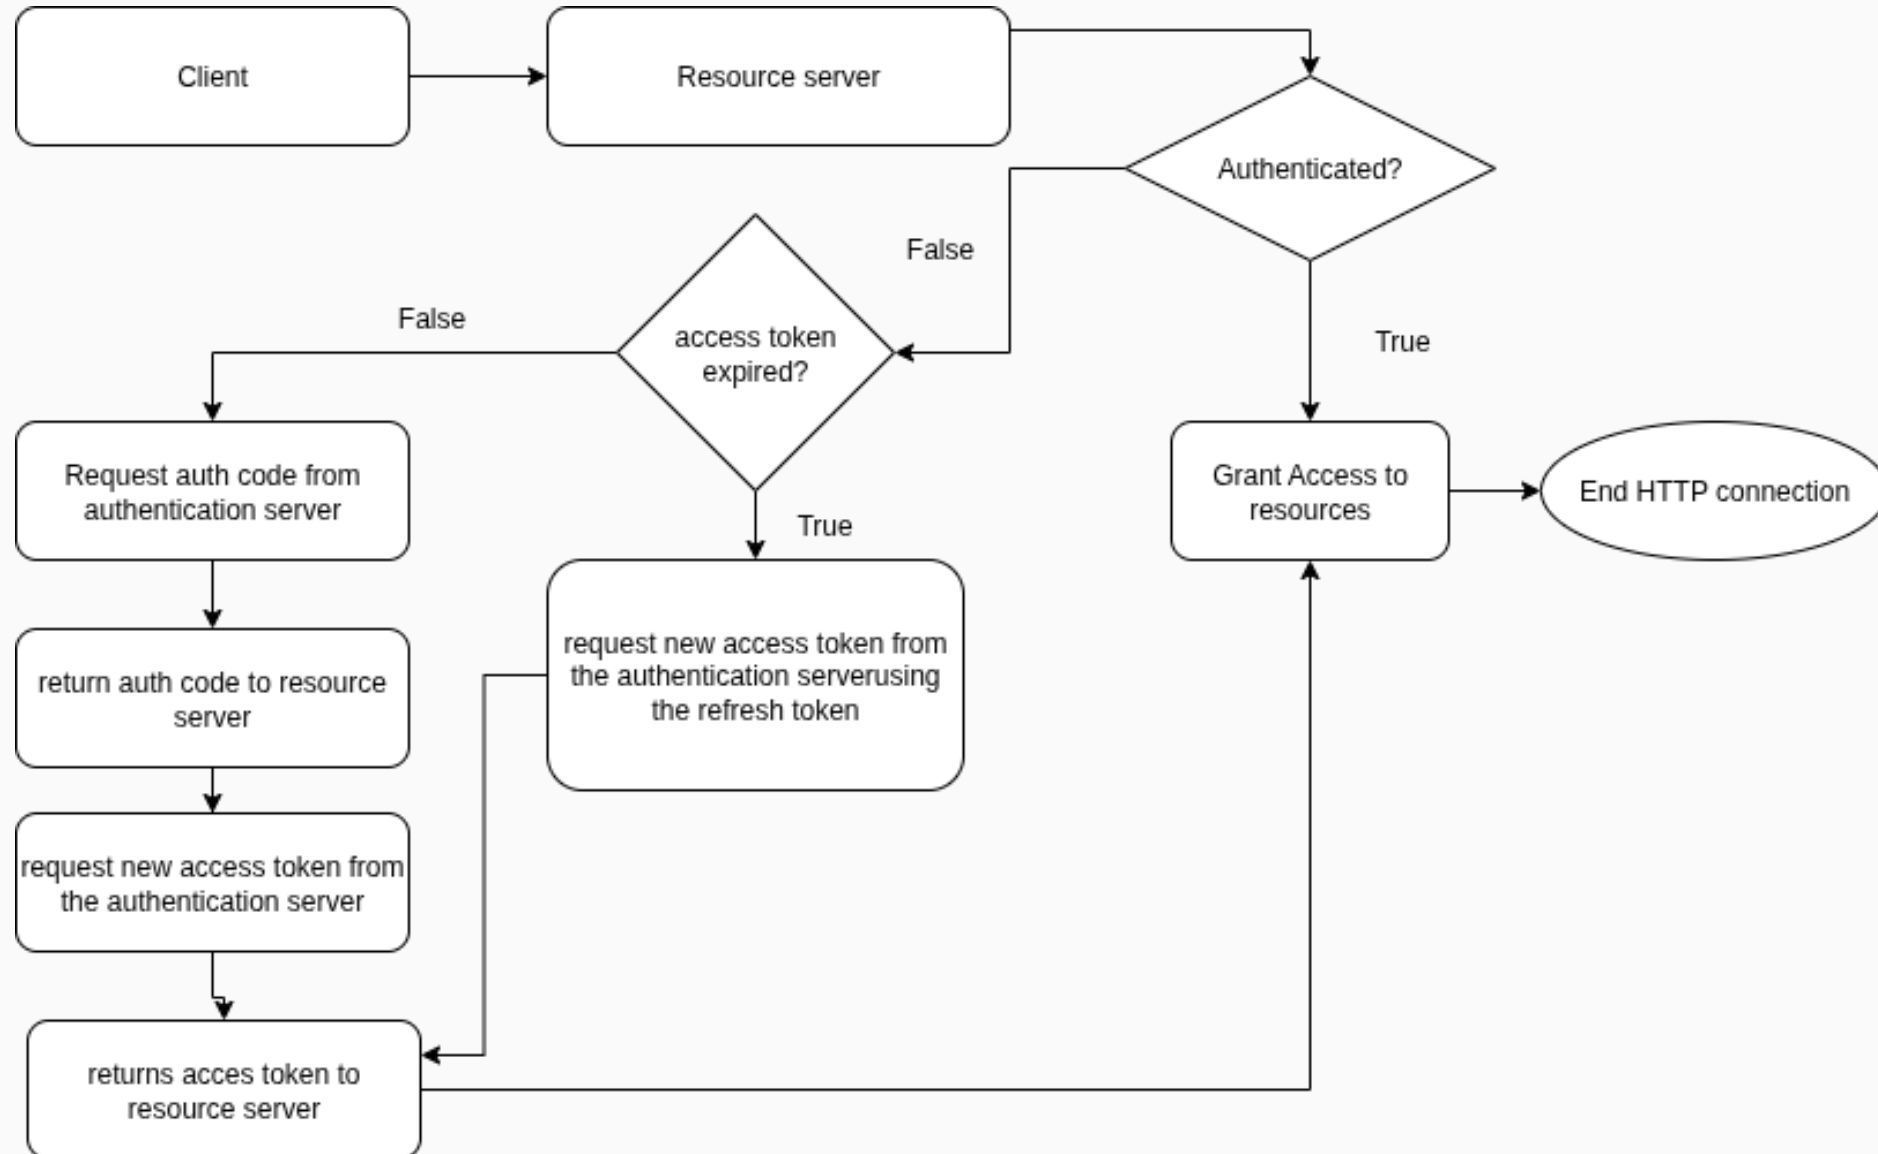 Client
Resource server
Authenticated?
False
access token
expired?
False
True
Request auth code from
authentication server
Grant Access to
resources
End HTTP connection
True
request new access token from
the authentication serverusing
the refresh token
return auth code to resource
server
request new access token from
the authentication server
returns acces token to
resource server